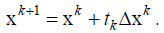 x^{k+1} = x^k + t_k Δx^k .